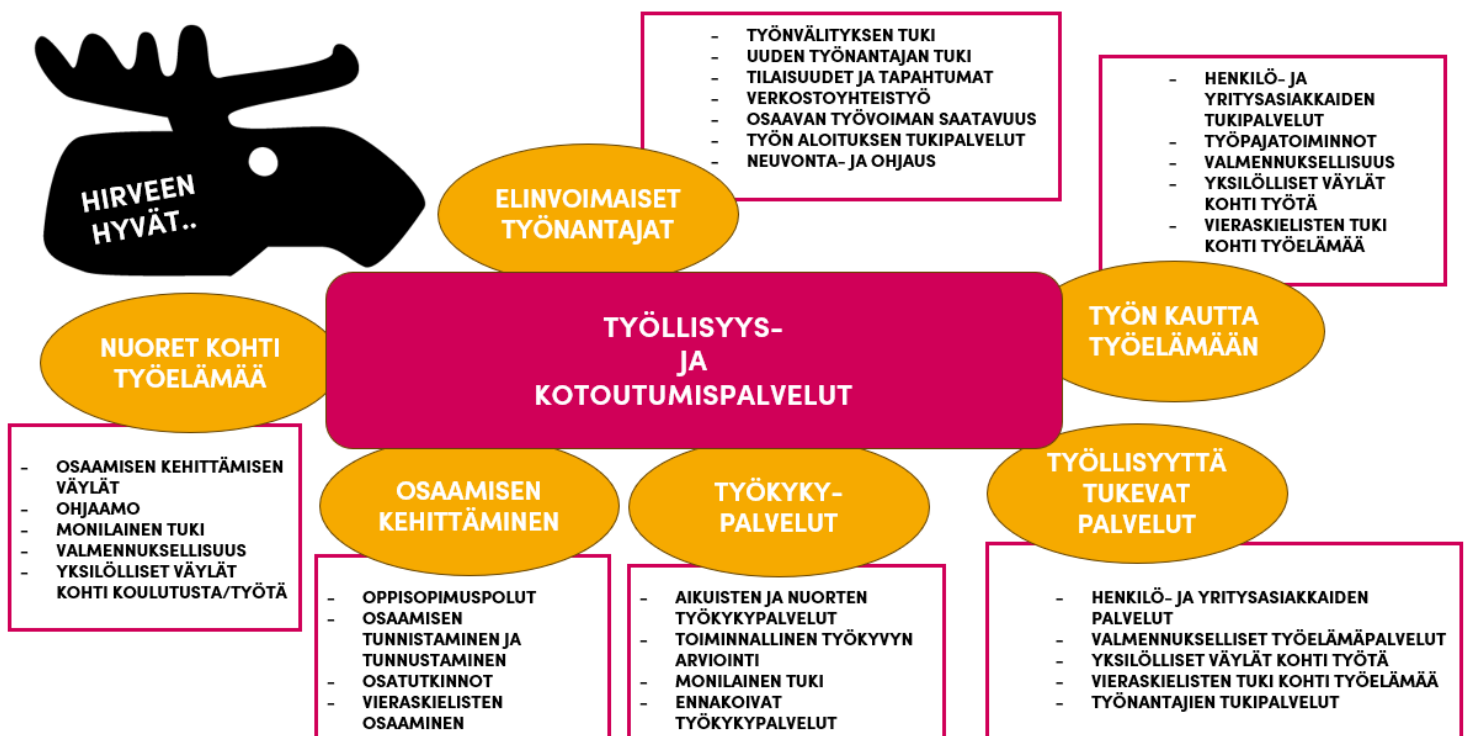 HIRVEEN
HYVÄT..
- TYÖNVÄLITYKSEN TUKI
- UUDEN TYÖNANTAJAN TUKI
- TILAISUUDET JA TAPAHTUMAT
- VERKOSTOYHTEISTYÖ
- OSAAVAN TYÖVOIMAN SAATAVUUS
- TYÖN ALOITUKSEN TUKIPALVELUT
- NEUVONTA- JA OHJAUS
ELINVOIMAISET
TYÖNANTAJAT
- HENKILÖ- JA
YRITYSASIAKKAIDEN
TUKIPALVELUT
- TYÖPAJATOIMINNOT
- VALMENNUKSELLISUUS
- YKSILÖLLISET VÄYLÄT
KOHTI TYÖTÄ
- VIERASKIELISTEN TUKI
KOHTI TYÖELÄMÄÄ
TYÖN KAUTTA
TYÖELÄMÄÄN
TYÖLLISYYS-
JA
KOTOUTUMISPALVELUT
NUORET KOHTI
TYÖELÄMÄÄ
- OSAAMISEN KEHITTÄMISEN
VÄYLÄT
- OHJAAMO
- MONILAINEN TUKI
- VALMENNUKSELLISUUS
- YKSILÖLLISET VÄYLÄT
KOHTI KOULUTUSTA/TYÖTÄ
OSAAMISEN
KEHITTÄMINEN
- OPPISOPIMUSPOLUT
- OSAAMISEN
TUNNISTAMINEN JA
TUNNUSTAMINEN
- OSATUTKINNOT
- VIERASKIELISTEN
OSAAMINEN
TYÖKYKY-
PALVELUT
- AIKUISTEN JA NUORTEN
TYÖKYKYPALVELUT
- TOIMINNALLINEN TYÖKYVYN
ARVIOINTI
- MONILAINEN TUKI
- ENNAKOIVAT
TYÖKYKYPALVELUT
TYÖLLISYYTTÄ
TUKEVAT
PALVELUT
- HENKILÖ- JA YRITYSASIAKKAIDEN
PALVELUT
- VALMENNUKSELLISET TYÖELÄMÄPALVELUT
- YKSILÖLLISET VÄYLÄT KOHTI TYÖTÄ
- VIERASKIELISTEN TUKI KOHTI TYÖELÄMÄÄ
- TYÖNANTAJIEN TUKIPALVELUT